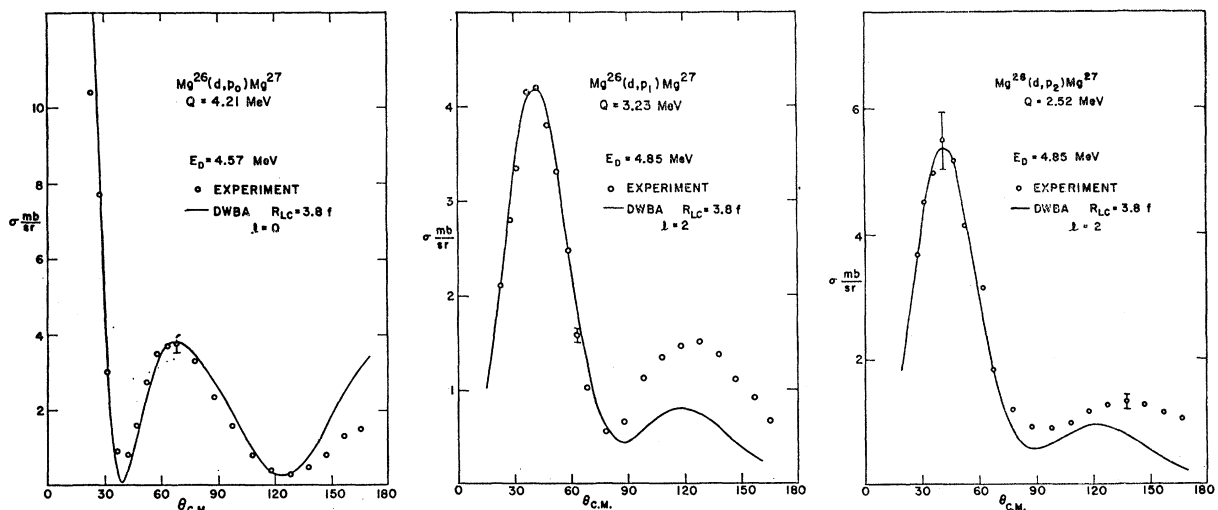 Mg26(d,p0)Mg27
Q = 4.21 MeV
ED = 4.57 MeV
EXPERIMENT
DWBA RLC = 3.8 f
l = 0
10
8
6
σ mb/sr
4
2
0 30 60 90 120 150 180
θC.M.
Mg26(d,p1)Mg27
Q = 3.23 MeV
ED = 4.85 MeV
EXPERIMENT
DWBA RLC = 3.8 f
l = 2
4
3
σ mb/sr
2
1
0 30 60 90 120 150 180
θC.M.
Mg26(d,p2)Mg27
Q = 2.52 MeV
ED = 4.85 MeV
EXPERIMENT
DWBA RLC = 3.8 f
l = 2
6
4
σ mb/sr
2
0 30 60 90 120 150 180
θC.M.